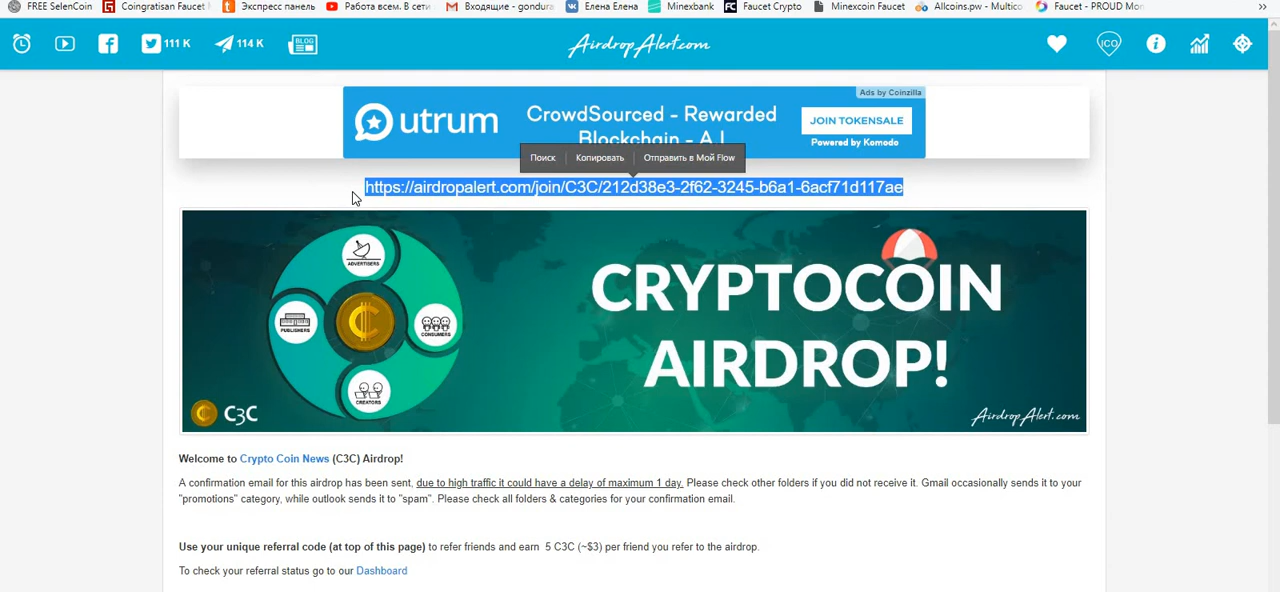 FREE SelenCoin Coingratisan Faucet Экспресс панель Работа всем. В сети Входящие - gondura Елена Елена Minexbank Faucet Crypto Minexcoin Faucet Allcoins.pw - Multico Faucet - PROUD Mon »
111 K 114 K BLOG AirdropAlert.com ICO
Ads by Coinzilla
utrum CrowdSourced - Rewarded Blockchain - A.I. JOIN TOKENSALE
Powered by Komodo
Поиск Копировать Отправить в Мой Flow
https://airdropalert.com/join/C3C/212d38e3-2f62-3245-b6a1-6acf71d117ae
ADVERTISERS
PUBLISHERS
CONSUMERS
CREATORS
CRYPTOCOIN
AIRDROP!
C3C AirdropAlert.com
Welcome to Crypto Coin News (C3C) Airdrop!
A confirmation email for this airdrop has been sent, due to high traffic it could have a delay of maximum 1 day. Please check other folders if you did not receive it. Gmail occasionally sends it to your
"promotions" category, while outlook sends it to "spam". Please check all folders & categories for your confirmation email.
Use your unique referral code (at top of this page) to refer friends and earn 5 C3C (~$3) per friend you refer to the airdrop.
To check your referral status go to our Dashboard